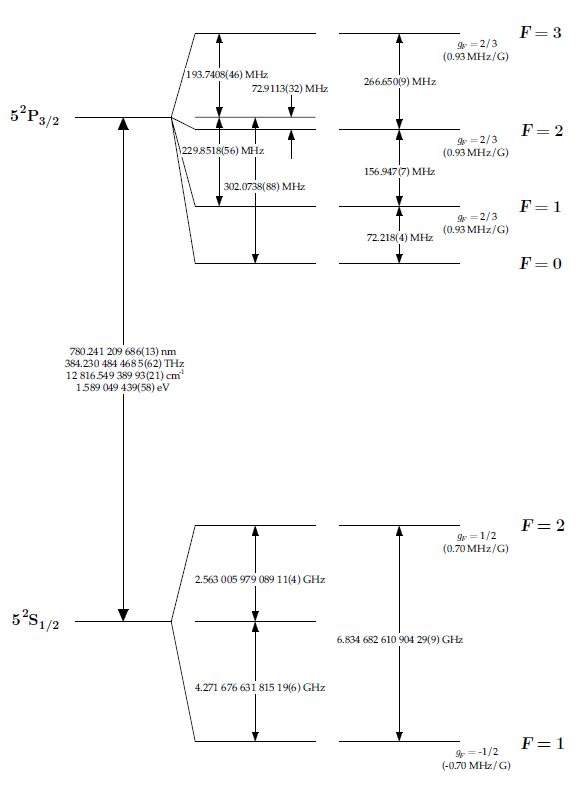 F = 3
g_F = 2/3
(0.93 MHz/G)
193.7408(46) MHz
72.9113(32) MHz
266.650(9) MHz
5 ²P₃/₂
F = 2
g_F = 2/3
(0.93 MHz/G)
229.8518(56) MHz
302.0738(88) MHz
156.947(7) MHz
F = 1
g_F = 2/3
(0.93 MHz/G)
72.218(4) MHz
F = 0
780.241 209 686(13) nm
384.230 484 468 5(62) THz
12 816.549 389 93(21) cm⁻¹
1.589 049 439(58) eV
F = 2
g_F = 1/2
(0.70 MHz/G)
2.563 005 979 089 11(4) GHz
5 ²S₁/₂
6.834 682 610 904 29(9) GHz
4.271 676 631 815 19(6) GHz
F = 1
g_F = -1/2
(-0.70 MHz/G)